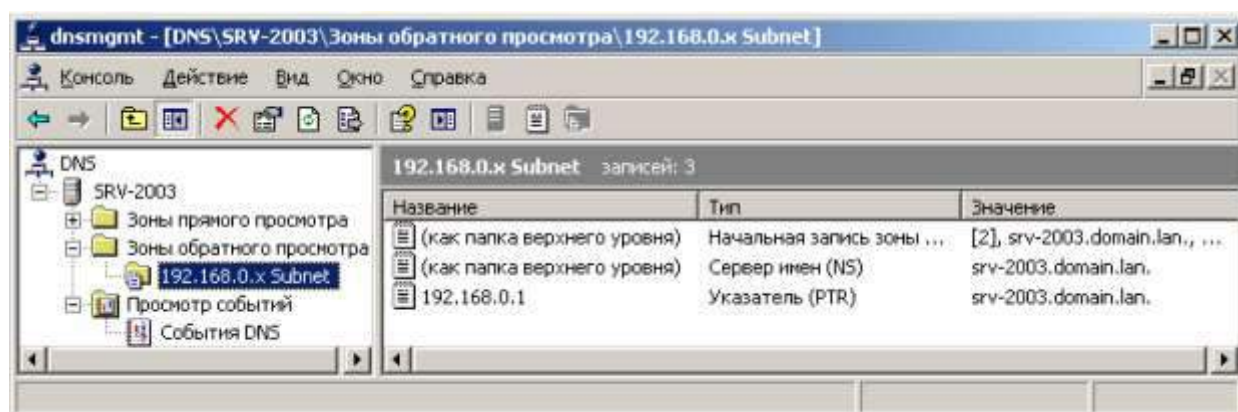 dnsmgmt - [DNS\SRV-2003\Зоны обратного просмотра\192.168.0.x Subnet]
Консоль Действие Вид Окно Справка
DNS
SRV-2003
Зоны прямого просмотра
Зоны обратного просмотра
192.168.0.x Subnet
Просмотр событий
События DNS
192.168.0.x Subnet записей: 3
Название Тип Значение
(как папка верхнего уровня) Начальная запись зоны ... [2], srv-2003.domain.lan., ...
(как папка верхнего уровня) Сервер имен (NS) srv-2003.domain.lan.
192.168.0.1 Указатель (PTR) srv-2003.domain.lan.